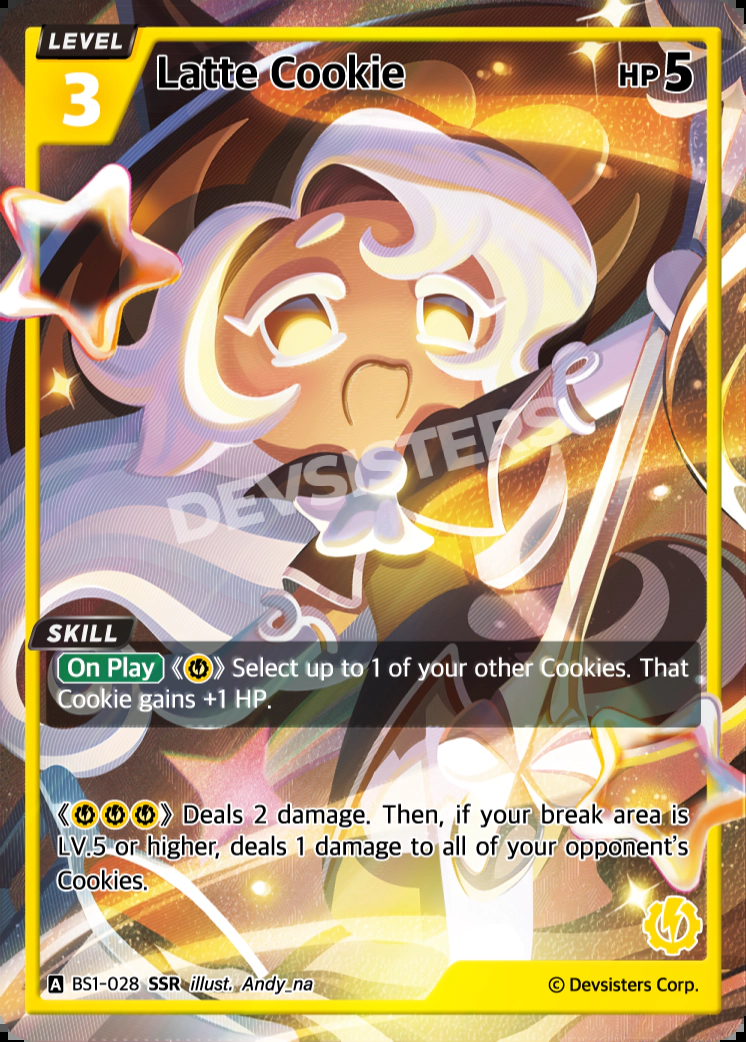 LEVEL
3
Latte Cookie
HP 5
DEVSISTERS
SKILL
On Play 《》 Select up to 1 of your other Cookies. That
Cookie gains +1 HP.
《》 Deals 2 damage. Then, if your break area is
LV.5 or higher, deals 1 damage to all of your opponent's
Cookies.
A BS1-028 SSR illust. Andy_na
© Devsisters Corp.